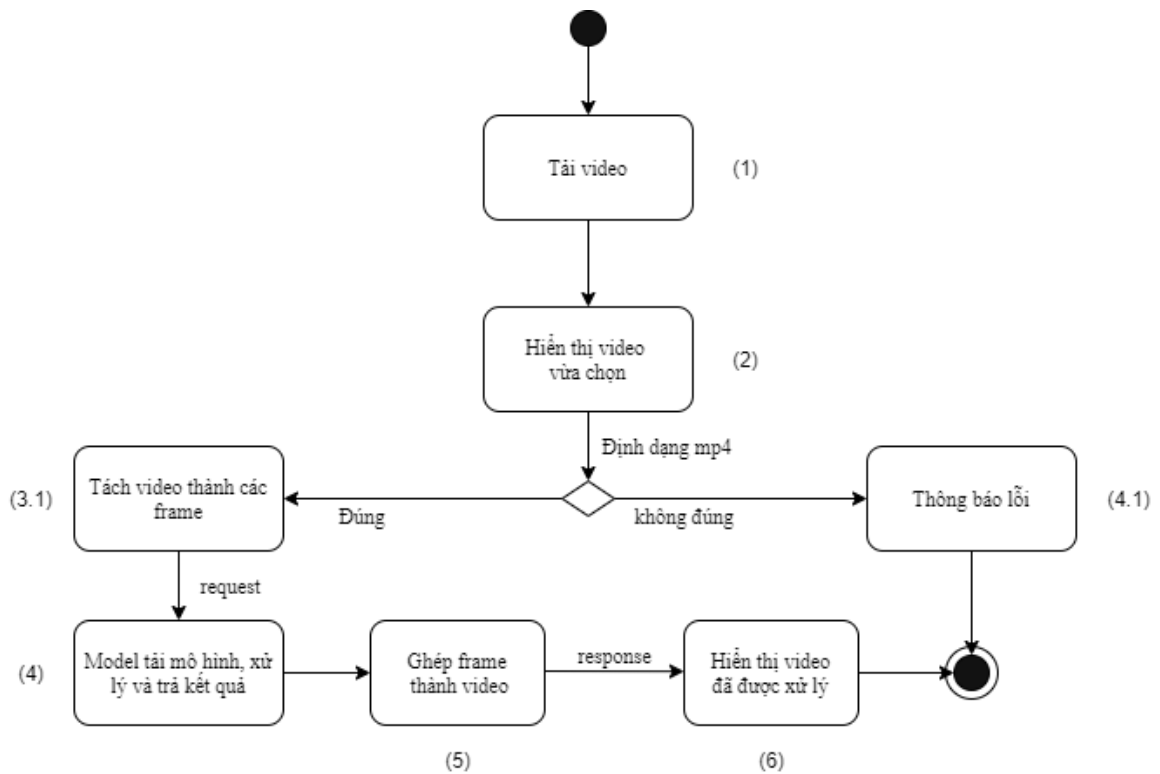 Tải video
(1)
Hiển thị video
vừa chọn
(2)
Định dạng mp4
(3.1)
Tách video thành các
frame
Đúng
không đúng
Thông báo lỗi
(4.1)
request
(4)
Model tải mô hình, xử
lý và trả kết quả
Ghép frame
thành video
response
Hiển thị video
đã được xử lý
(5)
(6)